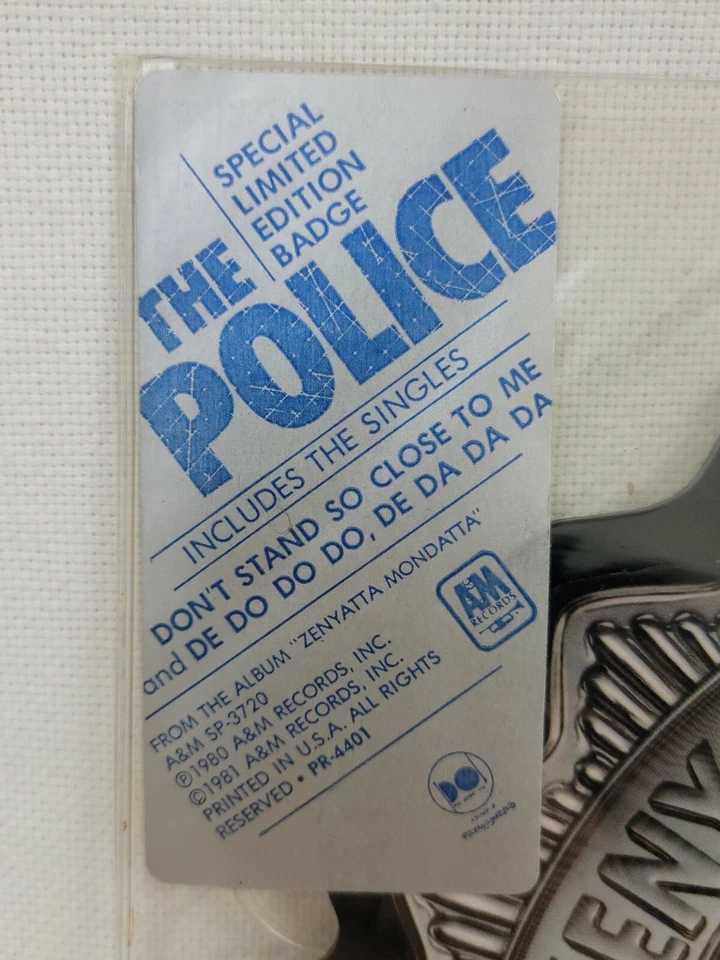 SPECIAL
LIMITED
EDITION
BADGE
THE
POLICE
INCLUDES THE SINGLES
DON'T STAND SO CLOSE TO ME
and DE DO DO DO, DE DA DA DA
FROM THE ALBUM "ZENYATTA MONDATTA"
A&M SP-3720
℗1980 A&M RECORDS, INC.
©1981 A&M RECORDS, INC.
PRINTED IN U.S.A. ALL RIGHTS
RESERVED • PR-4401
A&M
RECORDS
ENY